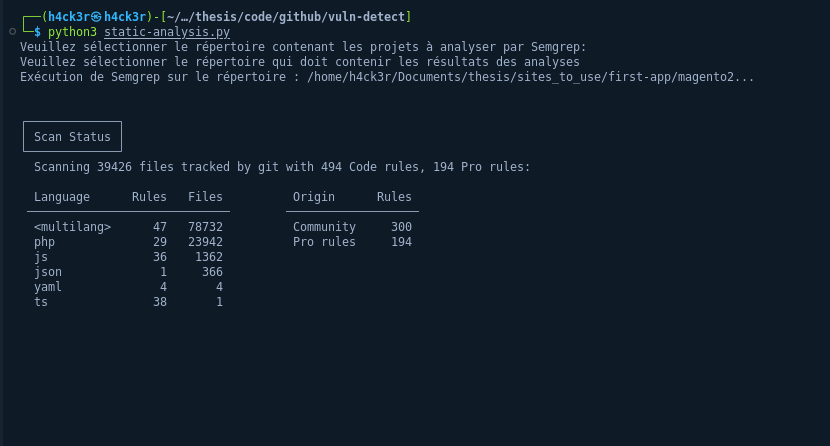 (h4ck3r㉿h4ck3r)-[~/…/thesis/code/github/vuln-detect]
$ python3 static-analysis.py
Veuillez sélectionner le répertoire contenant les projets à analyser par Semgrep:
Veuillez sélectionner le répertoire qui doit contenir les résultats des analyses
Exécution de Semgrep sur le répertoire : /home/h4ck3r/Documents/thesis/sites_to_use/first-app/magento2...
Scan Status
Scanning 39426 files tracked by git with 494 Code rules, 194 Pro rules:
Language Rules Files Origin Rules
<multilang> 47 78732 Community 300
php 29 23942 Pro rules 194
js 36 1362
json 1 366
yaml 4 4
ts 38 1